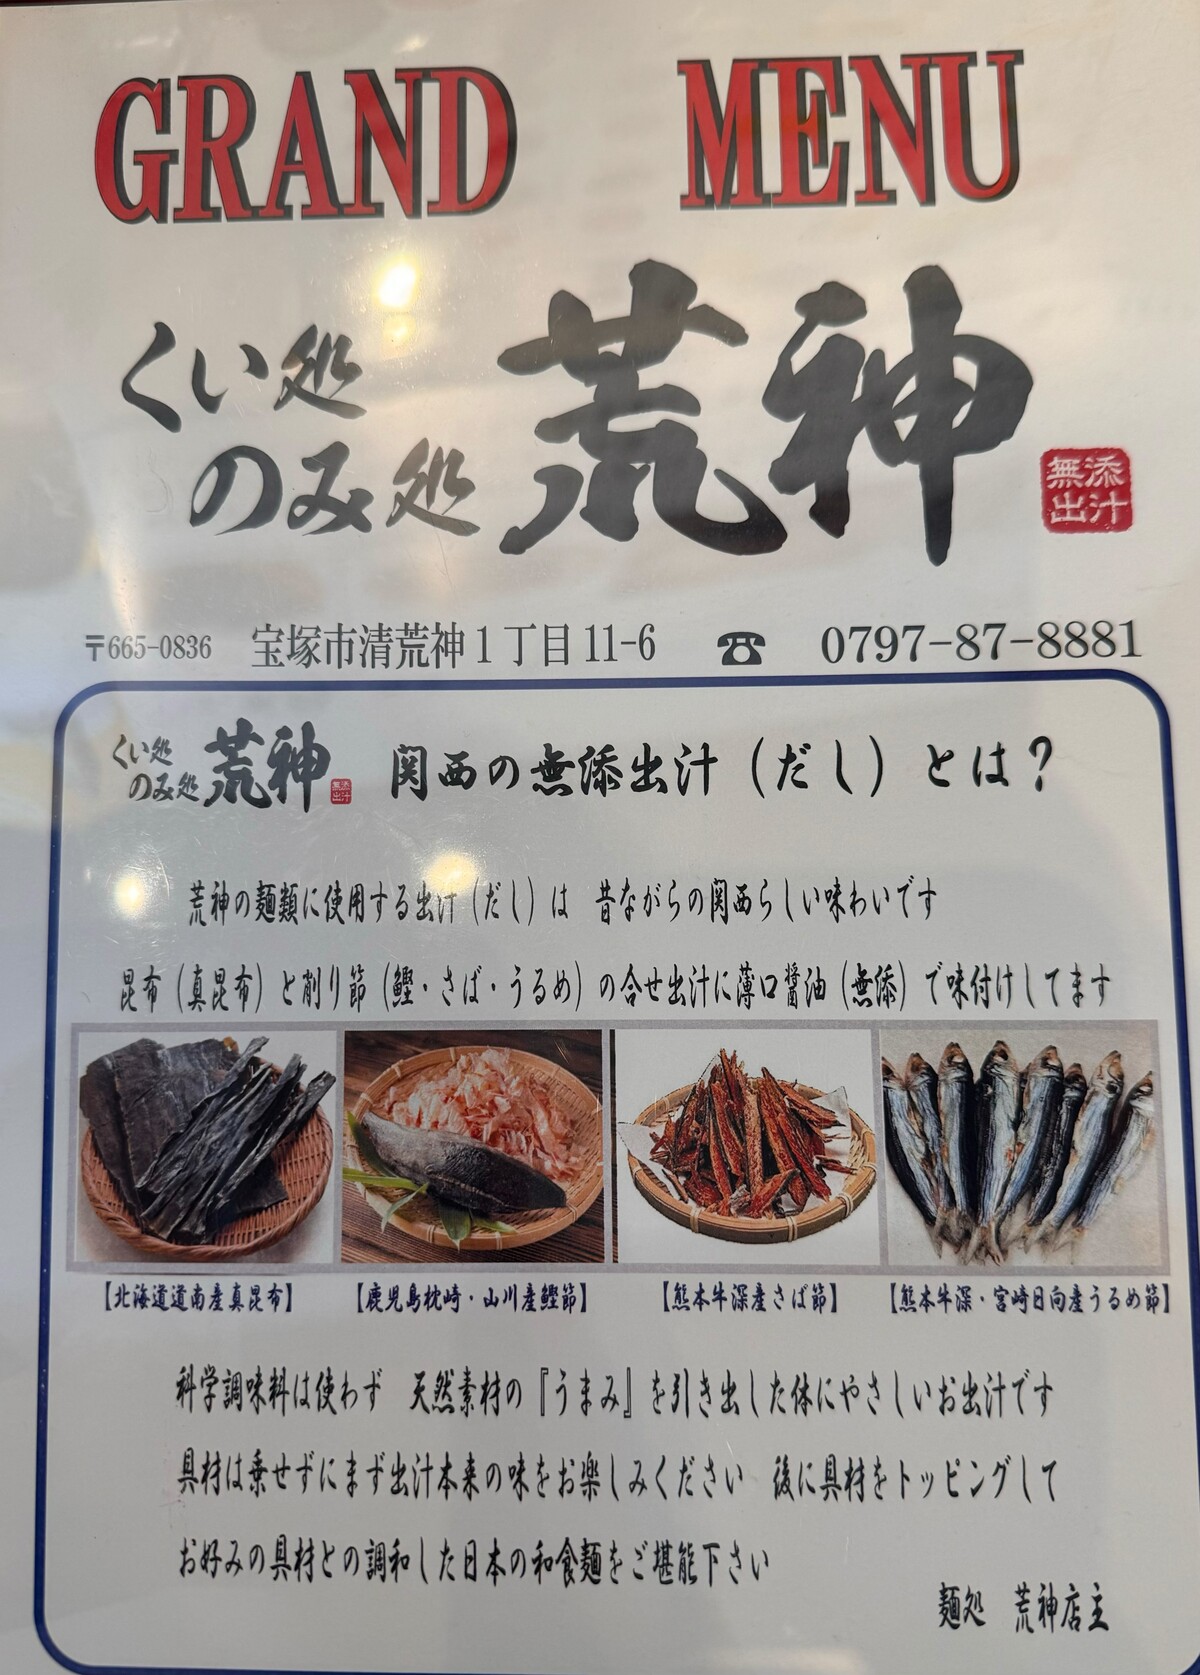 GRAND MENU
くい処
のみ処
荒神
無添
出汁
〒665-0836 宝塚市清荒神1丁目11-6 ☎ 0797-87-8881
くい処
のみ処 荒神 無添出汁 関西の無添出汁（だし）とは？
荒神の麺類に使用する出汁（だし）は 昔ながらの関西らしい味わいです
昆布（真昆布）と削り節（鰹・さば・うるめ）の合せ出汁に薄口醤油（無添）で味付けしてます
【北海道道南産真昆布】 【鹿児島枕崎・山川産鰹節】 【熊本牛深産さば節】 【熊本牛深・宮崎日向産うるめ節】
科学調味料は使わず 天然素材の『うまみ』を引き出した体にやさしいお出汁です
具材は乗せずにまず出汁本来の味をお楽しみください 後に具材をトッピングして
お好みの具材との調和した日本の和食麺をご堪能下さい
麺処 荒神店主